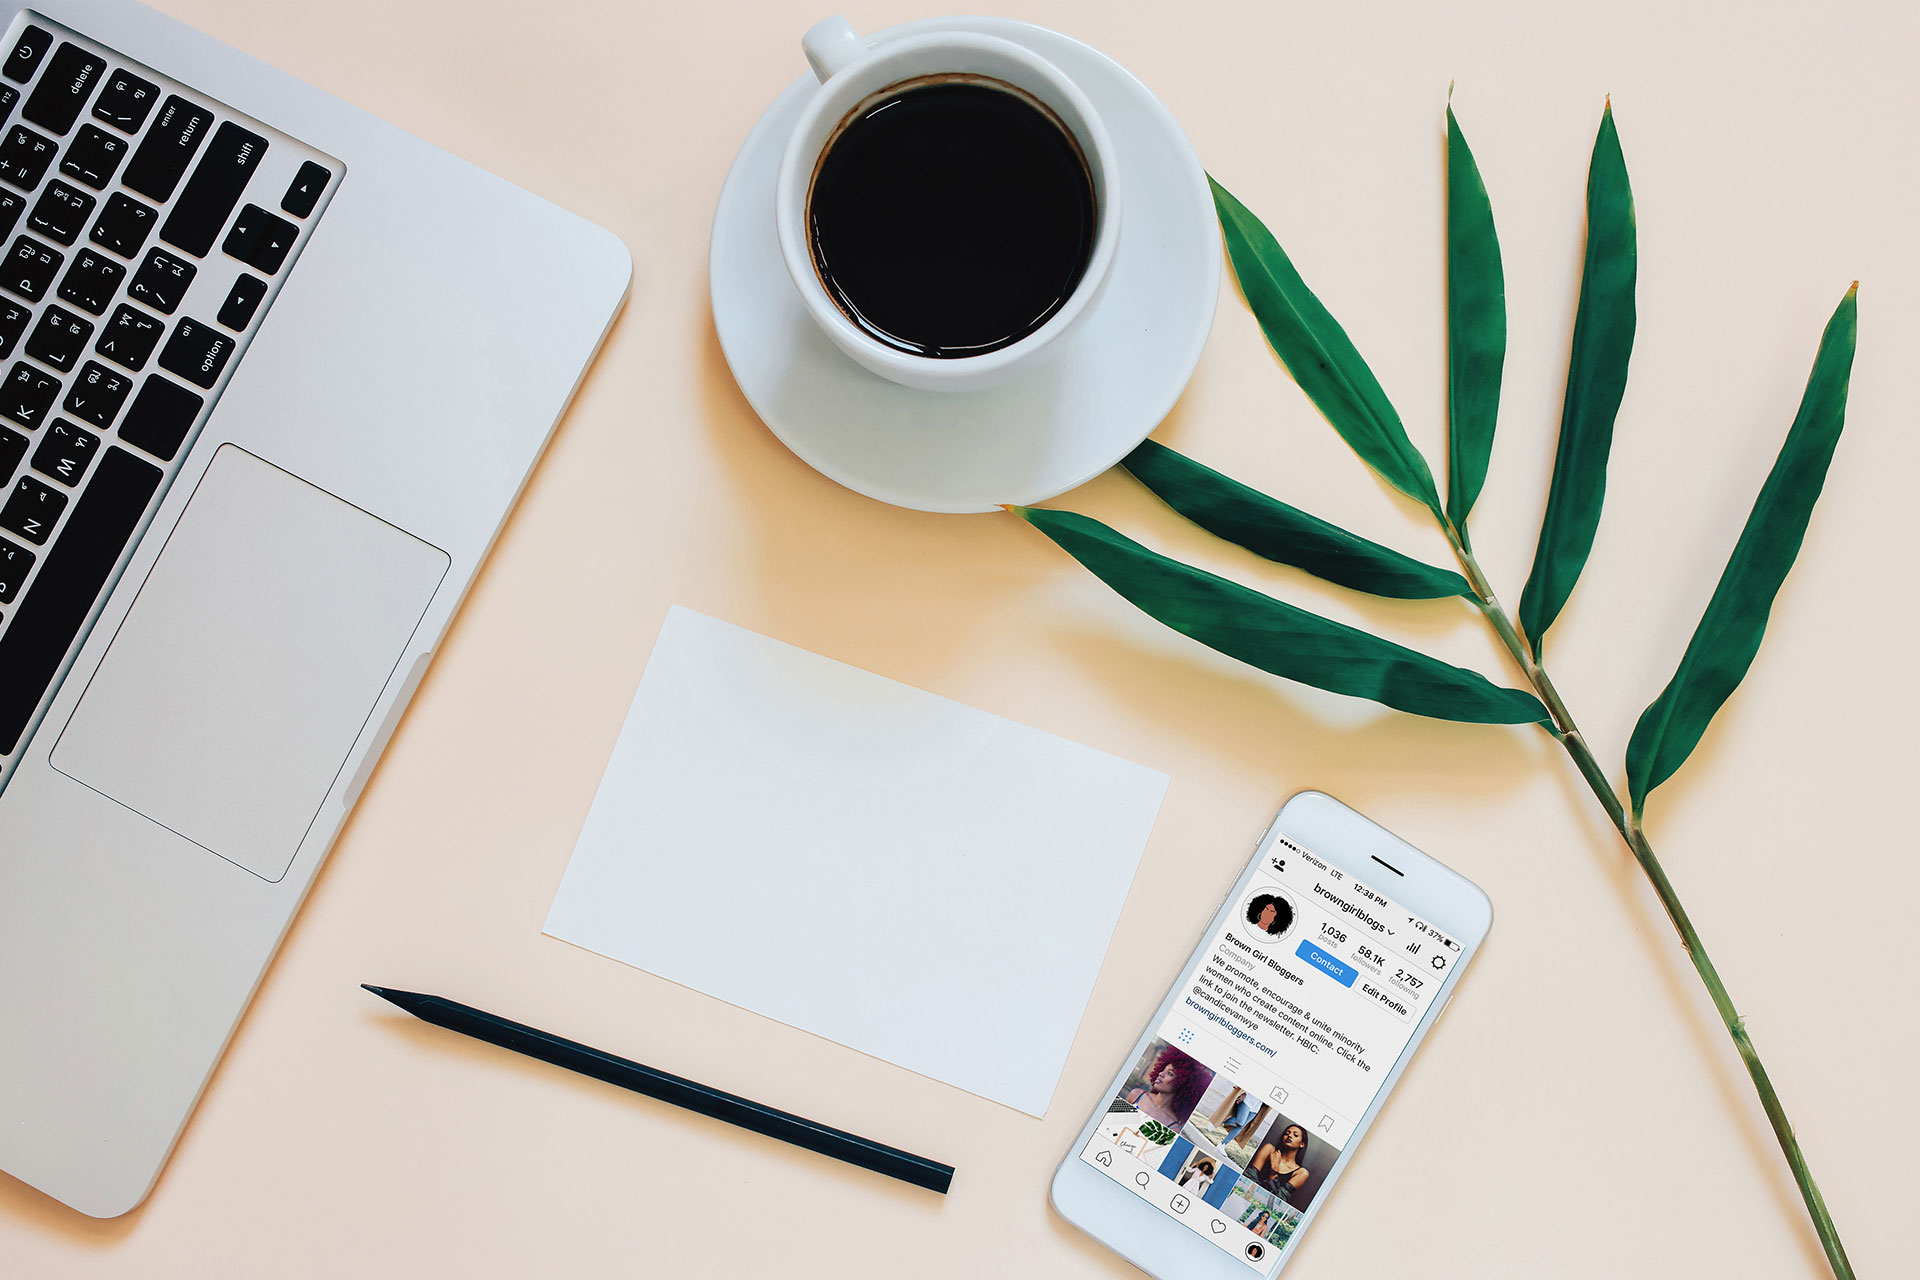 delete
enter
return
shift
alt
option
F12
+
=
{
[
}
]
|
\
P
:
;
"
'
L
>
.
?
/
K
M
N
Verizon LTE 12:38 PM 37%
browngirlblogs
1,036
posts
58.1K
followers
2,757
following
Contact
Edit Profile
Brown Girl Bloggers
Company
We promote, encourage & unite minority
women who create content online. Click the
link to join the newsletter. HBIC:
@candicevanwye
browngirlbloggers.com/